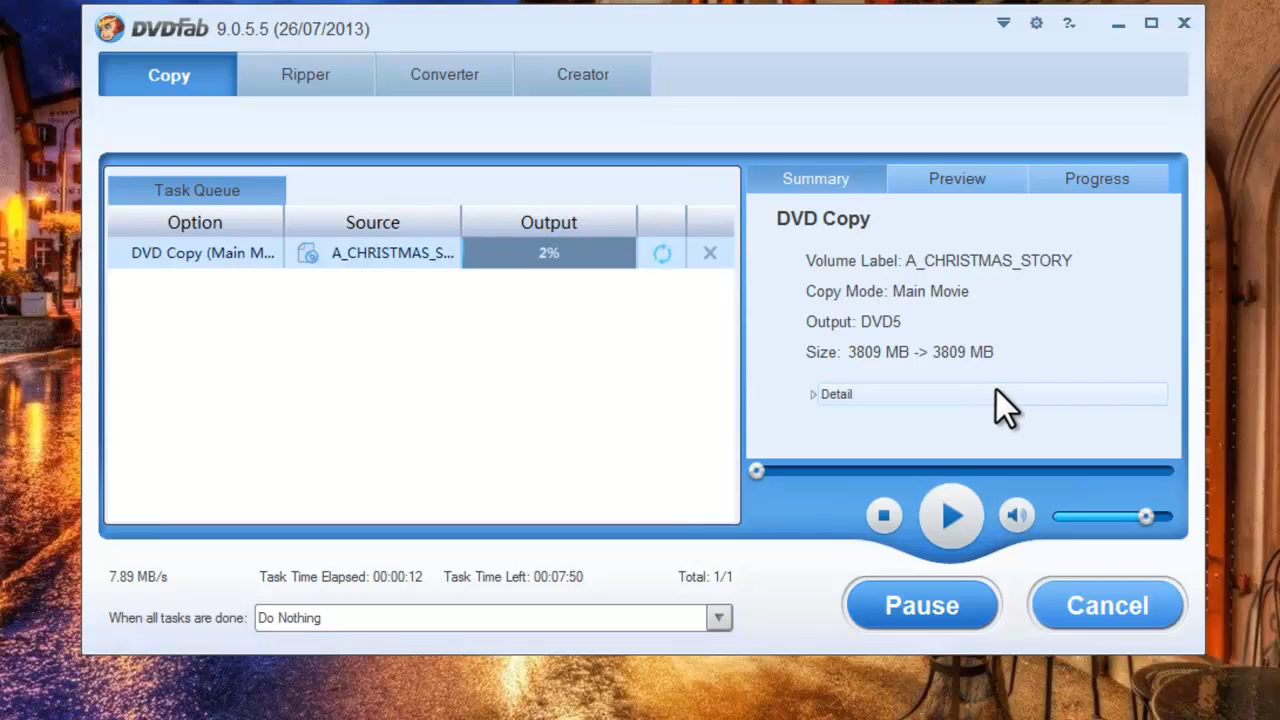 DVDFab 9.0.5.5 (26/07/2013)
Copy
Ripper
Converter
Creator
Task Queue
Option Source Output
DVD Copy (Main M... A_CHRISTMAS_S... 2%
Summary
Preview
Progress
DVD Copy
Volume Label: A_CHRISTMAS_STORY
Copy Mode: Main Movie
Output: DVD5
Size: 3809 MB -> 3809 MB
Detail
7.89 MB/s Task Time Elapsed: 00:00:12 Task Time Left: 00:07:50 Total: 1/1
When all tasks are done: Do Nothing
Pause
Cancel